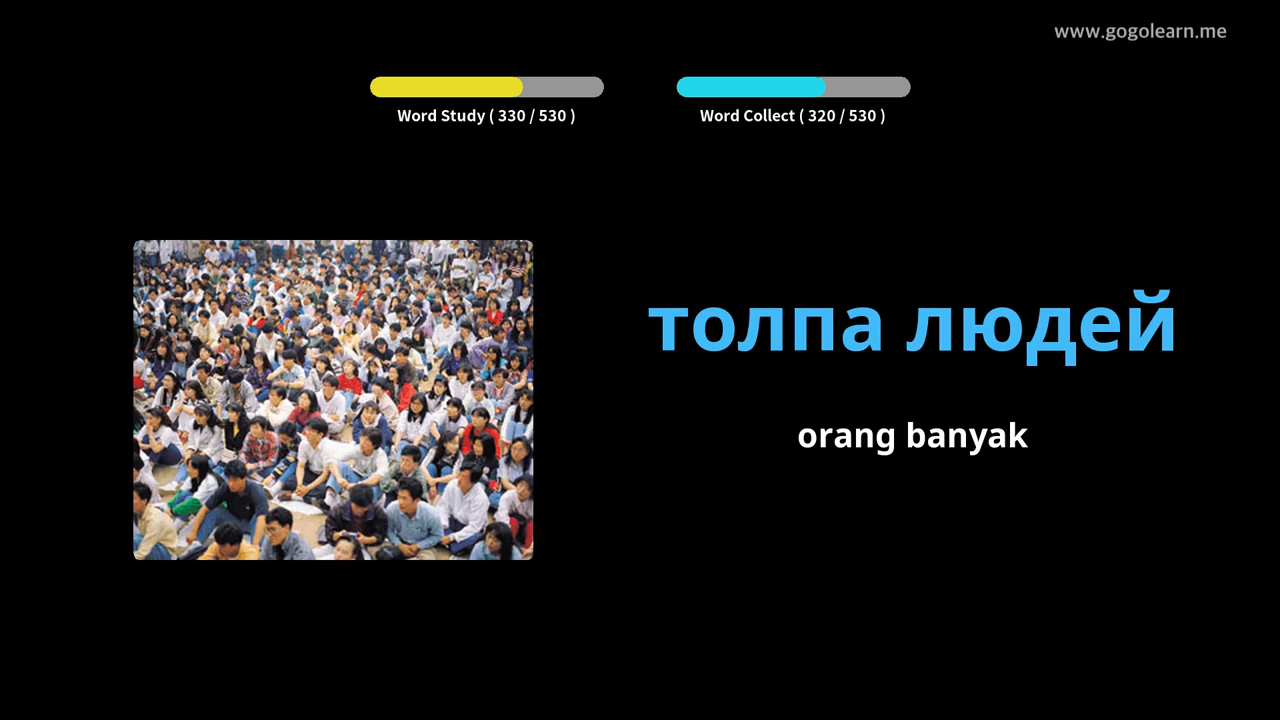 www.gogolearn.me
Word Study ( 330 / 530 )
Word Collect ( 320 / 530 )
толпа людей
orang banyak